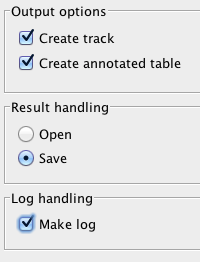 Output options
Create track
Create annotated table
Result handling
Open
Save
Log handling
Make log